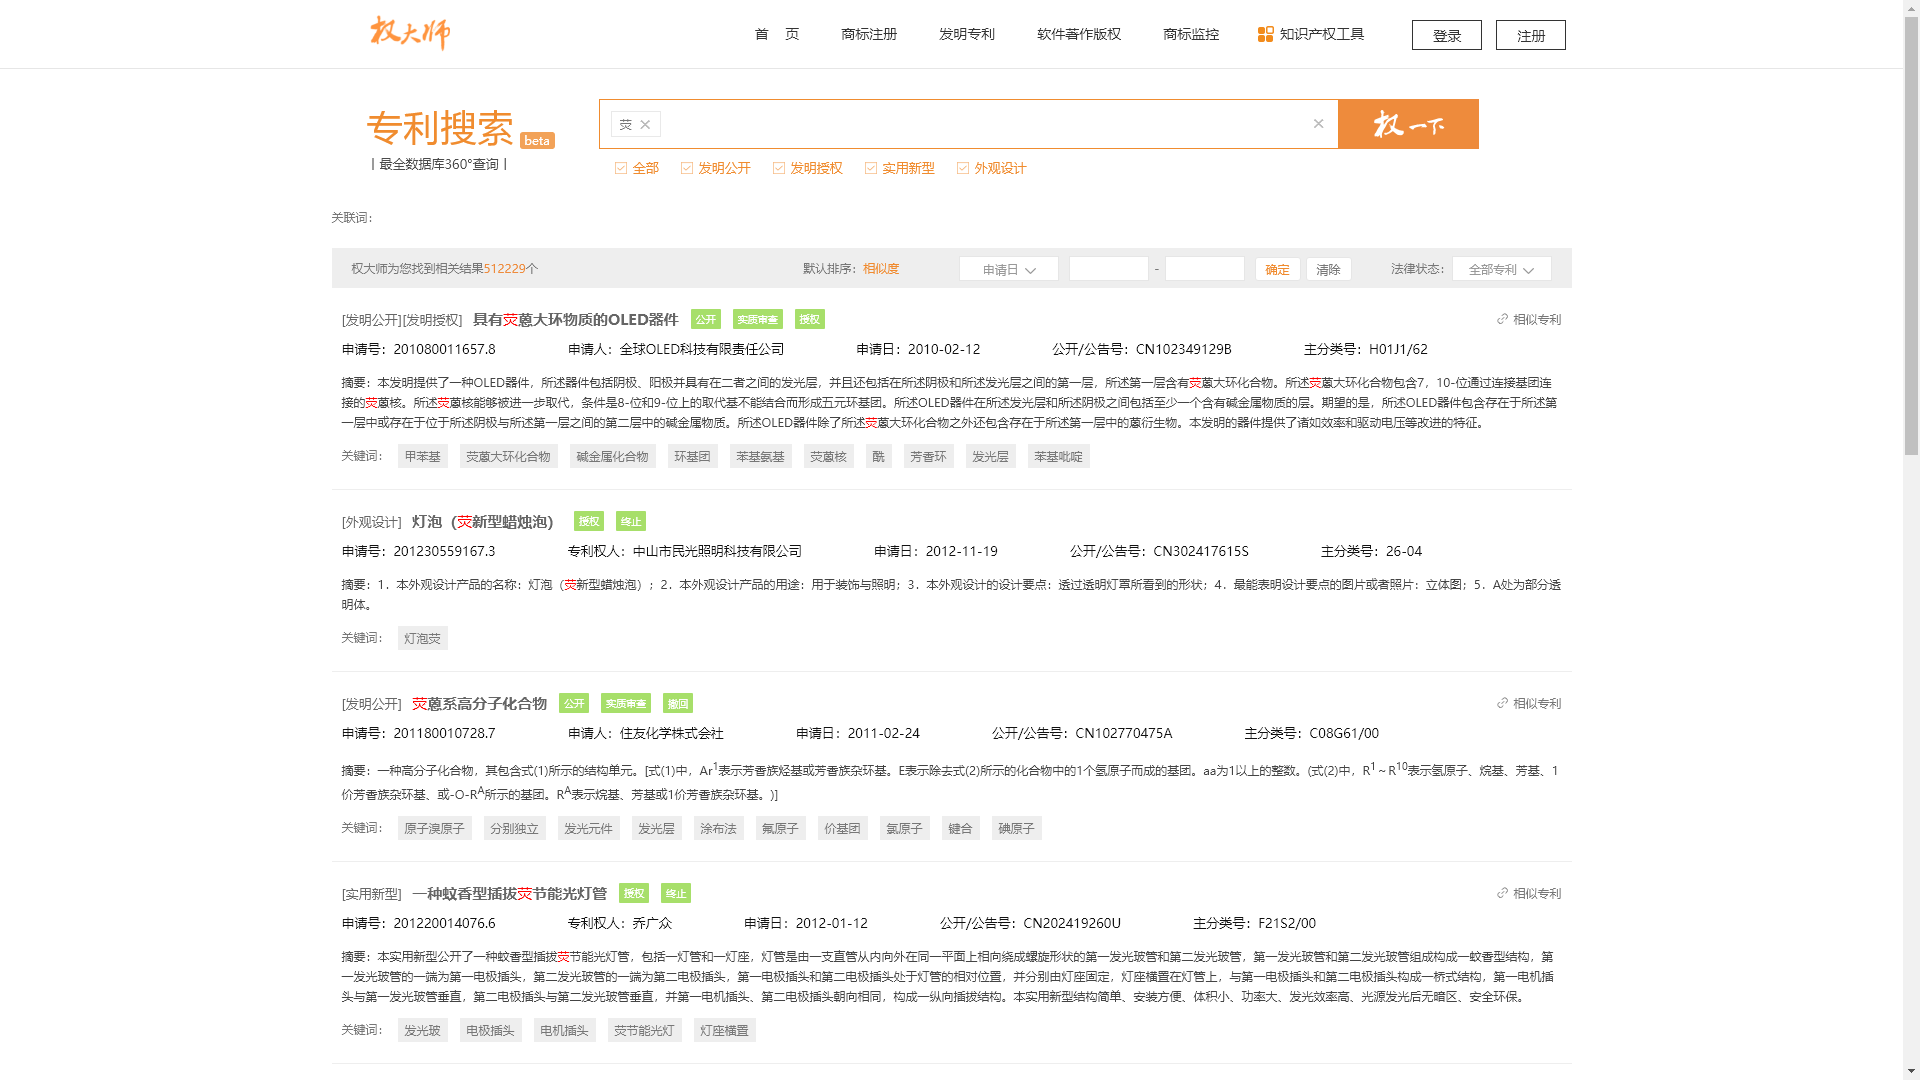 权大师
首 页 商标注册 发明专利 软件著作版权 商标监控 知识产权工具 登录 注册
专利搜索 beta
丨最全数据库360°查询丨
荧 × × 权一下
全部 发明公开 发明授权 实用新型 外观设计
关联词:
权大师为您找到相关结果512229个 默认排序：相似度 申请日 - 确定 清除 法律状态： 全部专利
[发明公开][发明授权] 具有荧蒽大环物质的OLED器件 公开 实质审查 授权 相似专利
申请号：201080011657.8 申请人：全球OLED科技有限责任公司 申请日：2010-02-12 公开/公告号：CN102349129B 主分类号：H01J1/62
摘要：本发明提供了一种OLED器件，所述器件包括阴极、阳极并具有在二者之间的发光层，并且还包括在所述阴极和所述发光层之间的第一层，所述第一层含有荧蒽大环化合物。所述荧蒽大环化合物包含7，10-位通过连接基团连
接的荧蒽核。所述荧蒽核能够被进一步取代，条件是8-位和9-位上的取代基不能结合而形成五元环基团。所述OLED器件在所述发光层和所述阴极之间包括至少一个含有碱金属物质的层。期望的是，所述OLED器件包含存在于所述第
一层中或存在于位于所述阴极与所述第一层之间的第二层中的碱金属物质。所述OLED器件除了所述荧蒽大环化合物之外还包含存在于所述第一层中的蒽衍生物。本发明的器件提供了诸如效率和驱动电压等改进的特征。
关键词： 甲苯基 荧蒽大环化合物 碱金属化合物 环基团 苯基氨基 荧蒽核 酰 芳香环 发光层 苯基吡啶
[外观设计] 灯泡（荧新型蜡烛泡） 授权 终止
申请号：201230559167.3 专利权人：中山市民光照明科技有限公司 申请日：2012-11-19 公开/公告号：CN302417615S 主分类号：26-04
摘要：1．本外观设计产品的名称：灯泡（荧新型蜡烛泡）；2．本外观设计产品的用途：用于装饰与照明；3．本外观设计的设计要点：透过透明灯罩所看到的形状；4．最能表明设计要点的图片或者照片：立体图；5．A处为部分透
明体。
关键词： 灯泡荧
[发明公开] 荧蒽系高分子化合物 公开 实质审查 撤回 相似专利
申请号：201180010728.7 申请人：住友化学株式会社 申请日：2011-02-24 公开/公告号：CN102770475A 主分类号：C08G61/00
摘要：一种高分子化合物，其包含式(1)所示的结构单元。[式(1)中，Ar1表示芳香族烃基或芳香族杂环基。E表示除去式(2)所示的化合物中的1个氢原子而成的基团。aa为1以上的整数。(式(2)中，R1～R10表示氢原子、烷基、芳基、1
价芳香族杂环基、或-O-RA所示的基团。RA表示烷基、芳基或1价芳香族杂环基。)]
关键词： 原子溴原子 分别独立 发光元件 发光层 涂布法 氟原子 价基团 氯原子 键合 碘原子
[实用新型] 一种蚊香型插拔荧节能光灯管 授权 终止 相似专利
申请号：201220014076.6 专利权人：乔广众 申请日：2012-01-12 公开/公告号：CN202419260U 主分类号：F21S2/00
摘要：本实用新型公开了一种蚊香型插拔荧节能光灯管，包括一灯管和一灯座，灯管是由一支直管从内向外在同一平面上相向绕成螺旋形状的第一发光玻管和第二发光玻管，第一发光玻管和第二发光玻管组成构成一蚊香型结构，第
一发光玻管的一端为第一电极插头，第二发光玻管的一端为第二电极插头，第一电极插头和第二电极插头处于灯管的相对位置，并分别由灯座固定，灯座横置在灯管上，与第一电极插头和第二电极插头构成一桥式结构，第一电机插
头与第一发光玻管垂直，第二电极插头与第二发光玻管垂直，并第一电机插头、第二电极插头朝向相同，构成一纵向插拔结构。本实用新型结构简单、安装方便、体积小、功率大、发光效率高、光源发光后无暗区、安全环保。
关键词： 发光玻 电极插头 电机插头 荧节能光灯 灯座横置